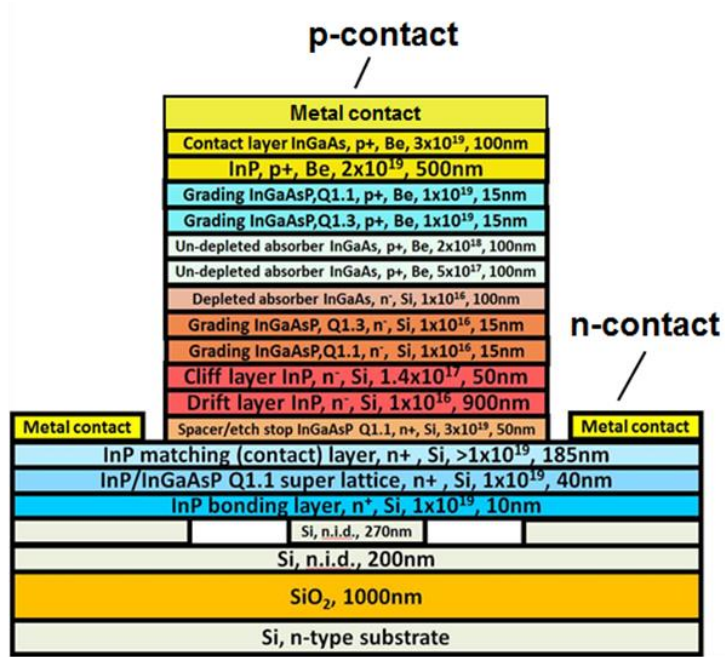 p-contact
Metal contact
Contact layer InGaAs, p+, Be, 3x10¹⁹, 100nm
InP, p+, Be, 2x10¹⁹, 500nm
Grading InGaAsP,Q1.1, p+, Be, 1x10¹⁹, 15nm
Grading InGaAsP,Q1.3, p+, Be, 1x10¹⁹, 15nm
Un-depleted absorber InGaAs, p+, Be, 2x10¹⁸, 100nm
Un-depleted absorber InGaAs, p+, Be, 5x10¹⁷, 100nm
Depleted absorber InGaAs, n⁻, Si, 1x10¹⁶, 100nm
Grading InGaAsP, Q1.3, n⁻, Si, 1x10¹⁶, 15nm
n-contact
Grading InGaAsP,Q1.1, n⁻, Si, 1x10¹⁶, 15nm
Cliff layer InP, n⁻, Si, 1.4x10¹⁷, 50nm
Drift layer InP, n⁻, Si, 1x10¹⁶, 900nm
Metal contact
Spacer/etch stop InGaAsP Q1.1, n+, Si, 3x10¹⁹, 50nm
Metal contact
InP matching (contact) layer, n+ , Si, >1x10¹⁹, 185nm
InP/InGaAsP Q1.1 super lattice, n+ , Si, 1x10¹⁹, 40nm
InP bonding layer, n⁺, Si, 1x10¹⁹, 10nm
Si, n.i.d., 270nm
Si, n.i.d., 200nm
SiO₂, 1000nm
Si, n-type substrate